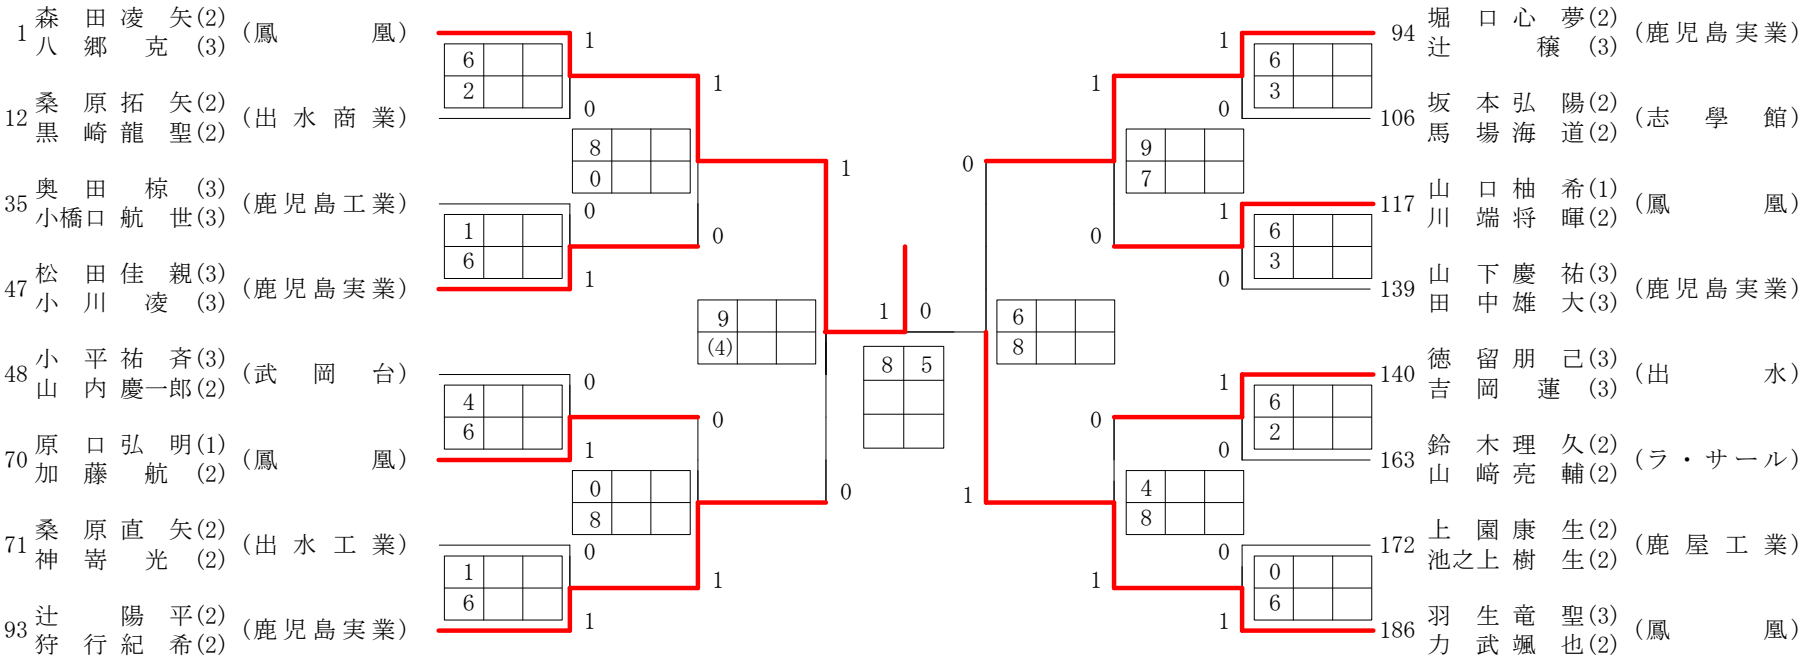 1 森田凌矢(2) (鳳凰)
八郷克(3)
12 桑原拓矢(2) (出水商業)
黒崎龍聖(2)
35 奥田椋(3) (鹿児島工業)
小橋口航世(3)
47 松田佳親(3) (鹿児島実業)
小川凌(3)
48 小平祐斉(3) (武岡台)
山内慶一郎(2)
70 原口弘明(1) (鳳凰)
加藤航(2)
71 桑原直矢(2) (出水工業)
神嵜光(2)
93 辻陽平(2) (鹿児島実業)
狩行紀希(2)
1
6
2
0
0
1
6
1
0
4
6
1
0
1
6
1
1
8
0
0
0
0
8
1
1
9
(4)
0
1 0
8 5
0
6
8
1
1
9
7
0
0
4
8
1
1
6
3
0
1
6
3
0
1
6
2
0
0
0
6
1
94 堀口心夢(2) (鹿児島実業)
辻穣(3)
106 坂本弘陽(2) (志學館)
馬場海道(2)
117 山口柚希(1) (鳳凰)
川端将暉(2)
139 山下慶祐(3) (鹿児島実業)
田中雄大(3)
140 徳留朋己(3) (出水)
吉岡蓮(3)
163 鈴木理久(2) (ラ・サール)
山﨑亮輔(2)
172 上園康生(2) (鹿屋工業)
池之上樹生(2)
186 羽生竜聖(3) (鳳凰)
力武颯也(2)